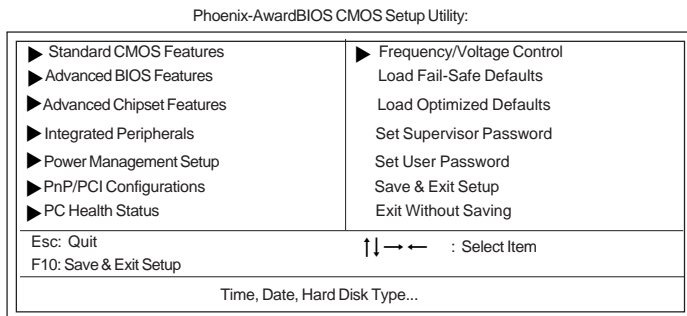 Phoenix-AwardBIOS CMOS Setup Utility:
▶ Standard CMOS Features
▶ Advanced BIOS Features
▶ Advanced Chipset Features
▶ Integrated Peripherals
▶ Power Management Setup
▶ PnP/PCI Configurations
▶ PC Health Status
▶ Frequency/Voltage Control
Load Fail-Safe Defaults
Load Optimized Defaults
Set Supervisor Password
Set User Password
Save & Exit Setup
Exit Without Saving
Esc: Quit
F10: Save & Exit Setup
↑↓→← : Select Item
Time, Date, Hard Disk Type...